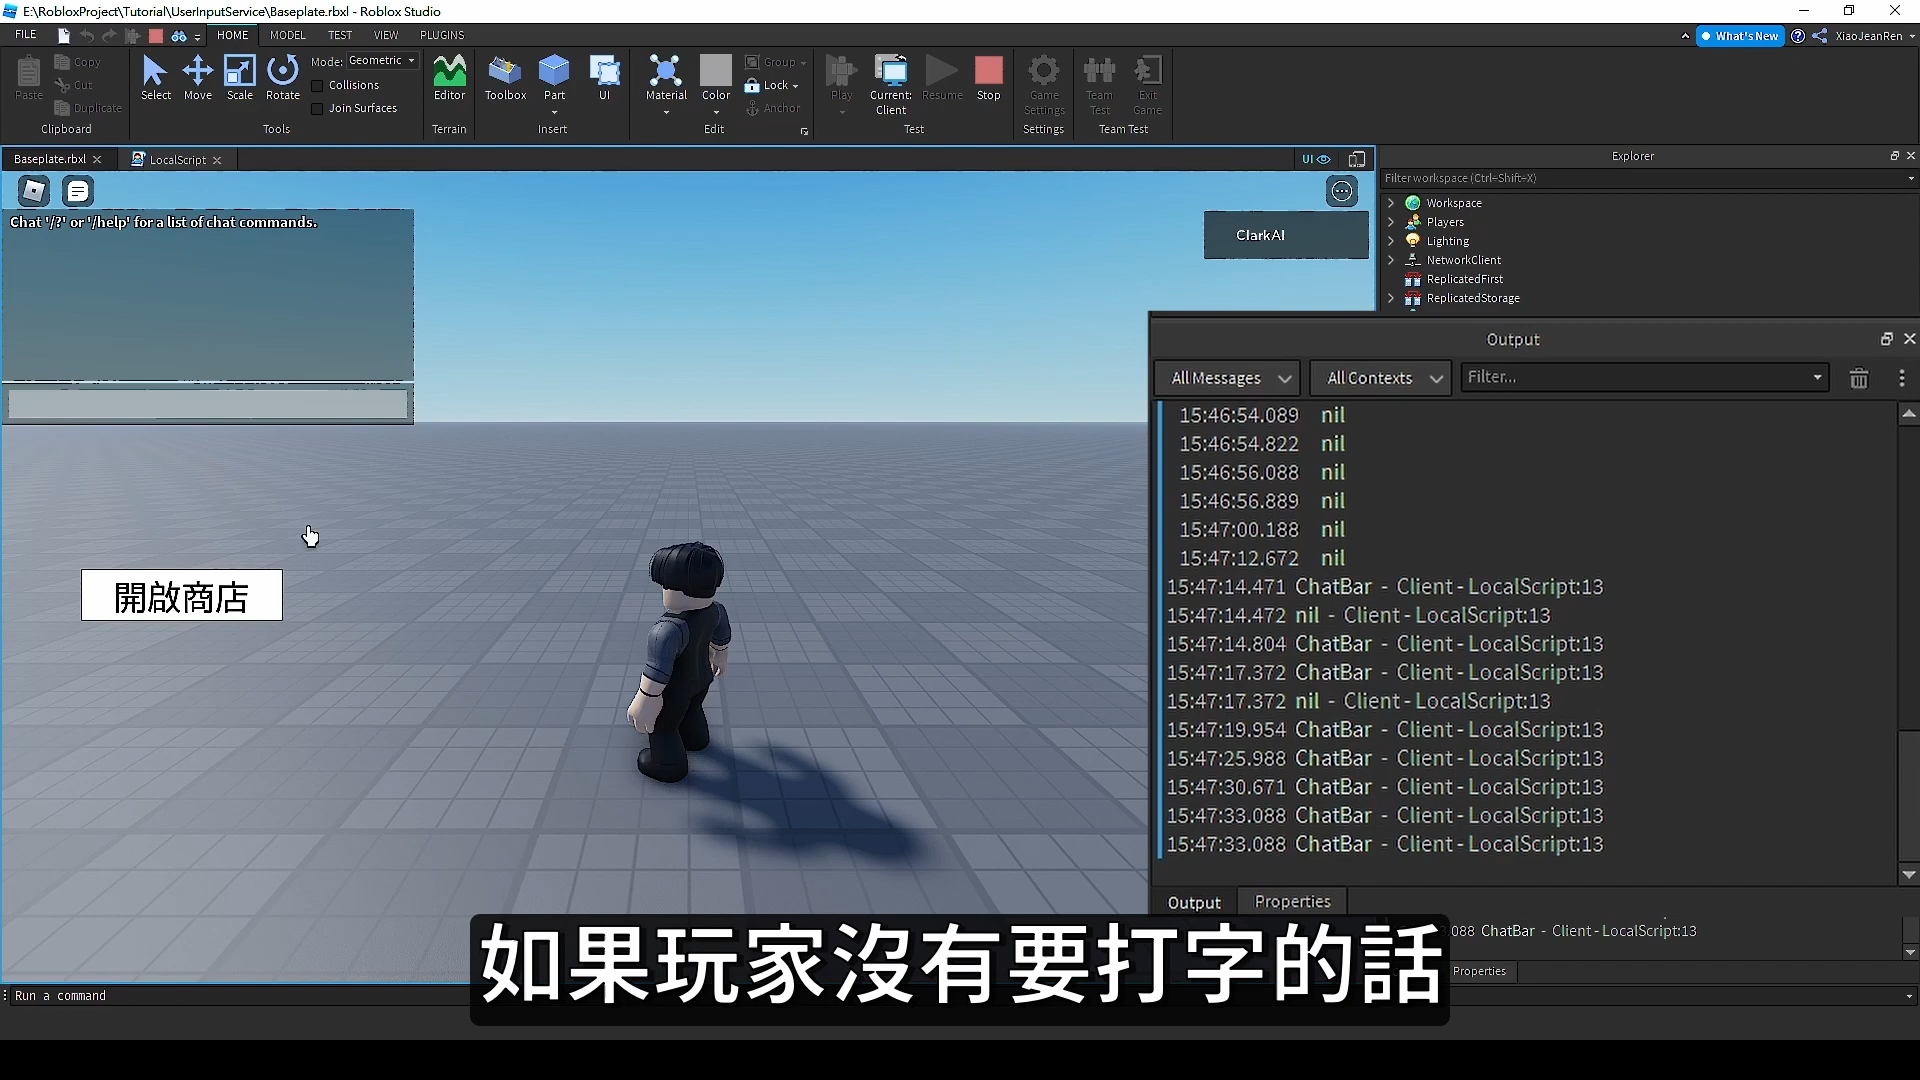 E:\RobloxProject\Tutorial\UserInputService\Baseplate.rbxl - Roblox Studio
FILE HOME MODEL TEST VIEW PLUGINS What's New XiaoJeanRen
Paste Copy Cut Duplicate Clipboard
Select Move Scale Rotate Mode: Geometric Collisions Join Surfaces Tools
Editor Terrain
Toolbox Part UI Insert
Material Color Group Lock Anchor Edit
Play Current: Client Resume Stop Test
Game Settings Settings
Team Test Exit Game Team Test
Baseplate.rbxl LocalScript UI
Chat '/?' or '/help' for a list of chat commands.
ClarkAI
開啟商店
Explorer
Filter workspace (Ctrl+Shift+X)
Workspace
Players
Lighting
NetworkClient
ReplicatedFirst
ReplicatedStorage
Output
All Messages All Contexts Filter...
15:46:54.089 nil
15:46:54.822 nil
15:46:56.088 nil
15:46:56.889 nil
15:47:00.188 nil
15:47:12.672 nil
15:47:14.471 ChatBar - Client - LocalScript:13
15:47:14.472 nil - Client - LocalScript:13
15:47:14.804 ChatBar - Client - LocalScript:13
15:47:17.372 ChatBar - Client - LocalScript:13
15:47:17.372 nil - Client - LocalScript:13
15:47:19.954 ChatBar - Client - LocalScript:13
15:47:25.988 ChatBar - Client - LocalScript:13
15:47:30.671 ChatBar - Client - LocalScript:13
15:47:33.088 ChatBar - Client - LocalScript:13
15:47:33.088 ChatBar - Client - LocalScript:13
Output Properties
.088 ChatBar - Client - LocalScript:13
Properties
如果玩家沒有要打字的話
Run a command